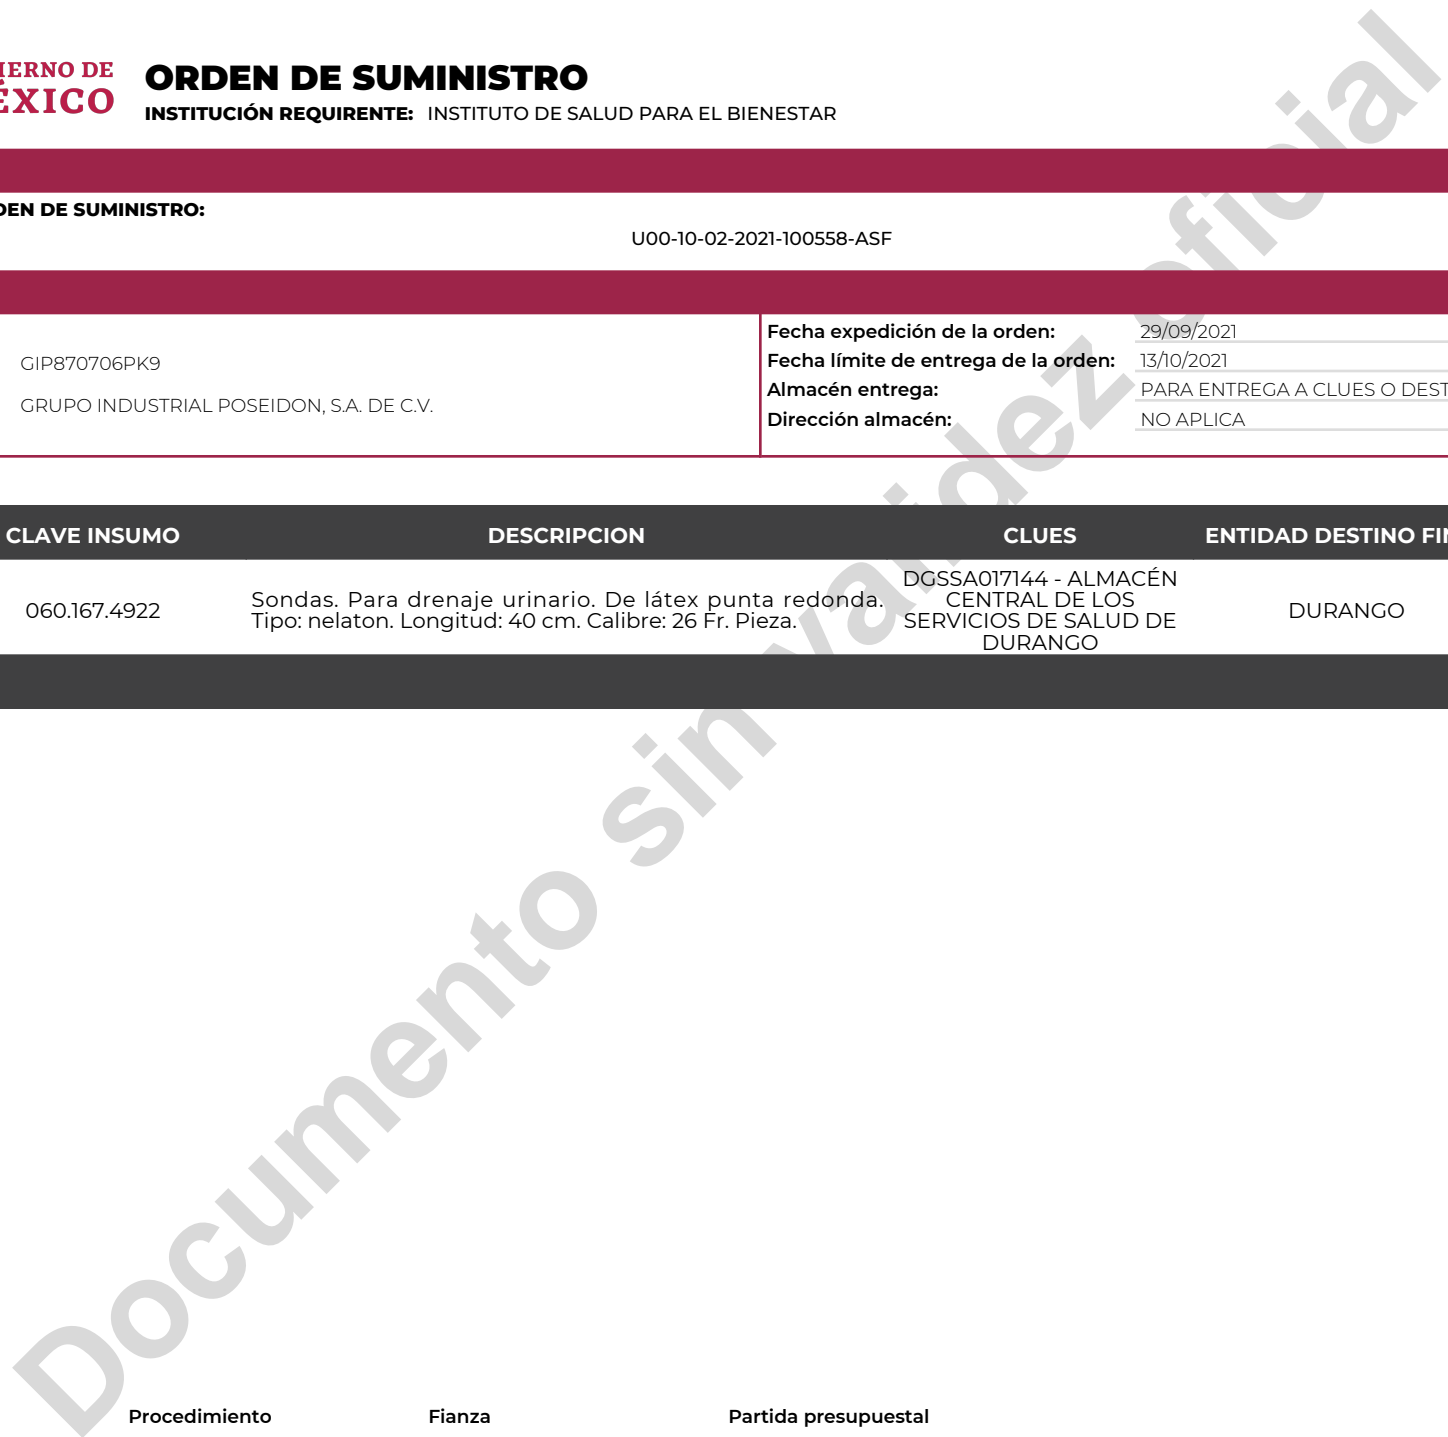 IERNO DE
ÉXICO
ORDEN DE SUMINISTRO
INSTITUCIÓN REQUIRENTE: INSTITUTO DE SALUD PARA EL BIENESTAR
DEN DE SUMINISTRO:
U00-10-02-2021-100558-ASF
GIP870706PK9
GRUPO INDUSTRIAL POSEIDON, S.A. DE C.V.
Fecha expedición de la orden: 29/09/2021
Fecha límite de entrega de la orden: 13/10/2021
Almacén entrega: PARA ENTREGA A CLUES O DEST
Dirección almacén: NO APLICA
CLAVE INSUMO DESCRIPCION CLUES ENTIDAD DESTINO FIN
060.167.4922
Sondas. Para drenaje urinario. De látex punta redonda.
Tipo: nelaton. Longitud: 40 cm. Calibre: 26 Fr. Pieza.
DGSSA017144 - ALMACÉN
CENTRAL DE LOS
SERVICIOS DE SALUD DE
DURANGO
DURANGO
Documento sin validez oficial
Procedimiento Fianza Partida presupuestal